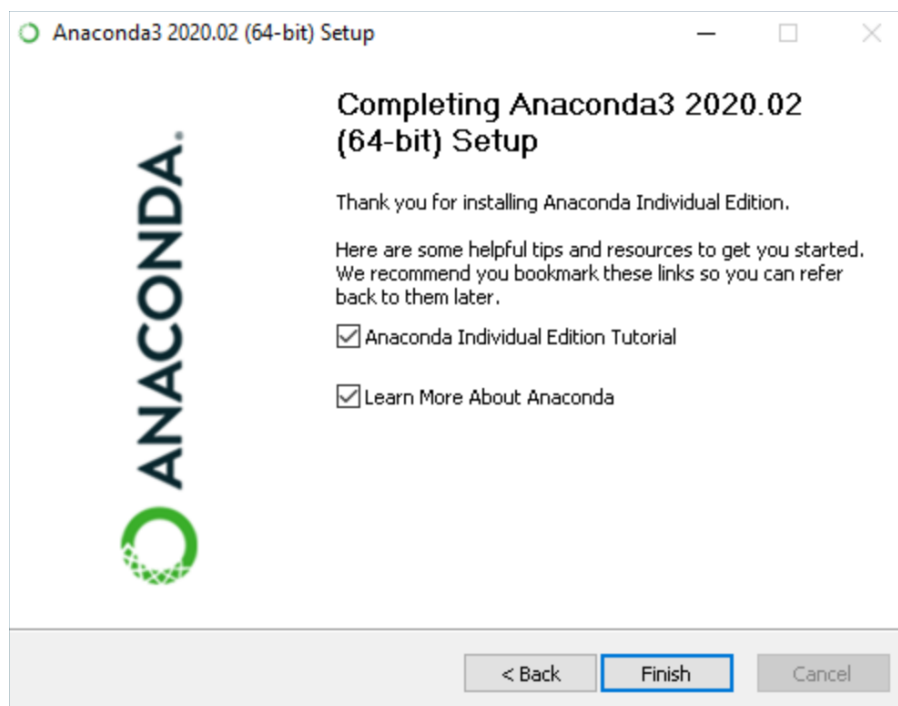 Anaconda3 2020.02 (64-bit) Setup
Completing Anaconda3 2020.02
(64-bit) Setup
Thank you for installing Anaconda Individual Edition.
Here are some helpful tips and resources to get you started.
We recommend you bookmark these links so you can refer
back to them later.
Anaconda Individual Edition Tutorial
Learn More About Anaconda
ANACONDA.
< Back
Finish
Cancel